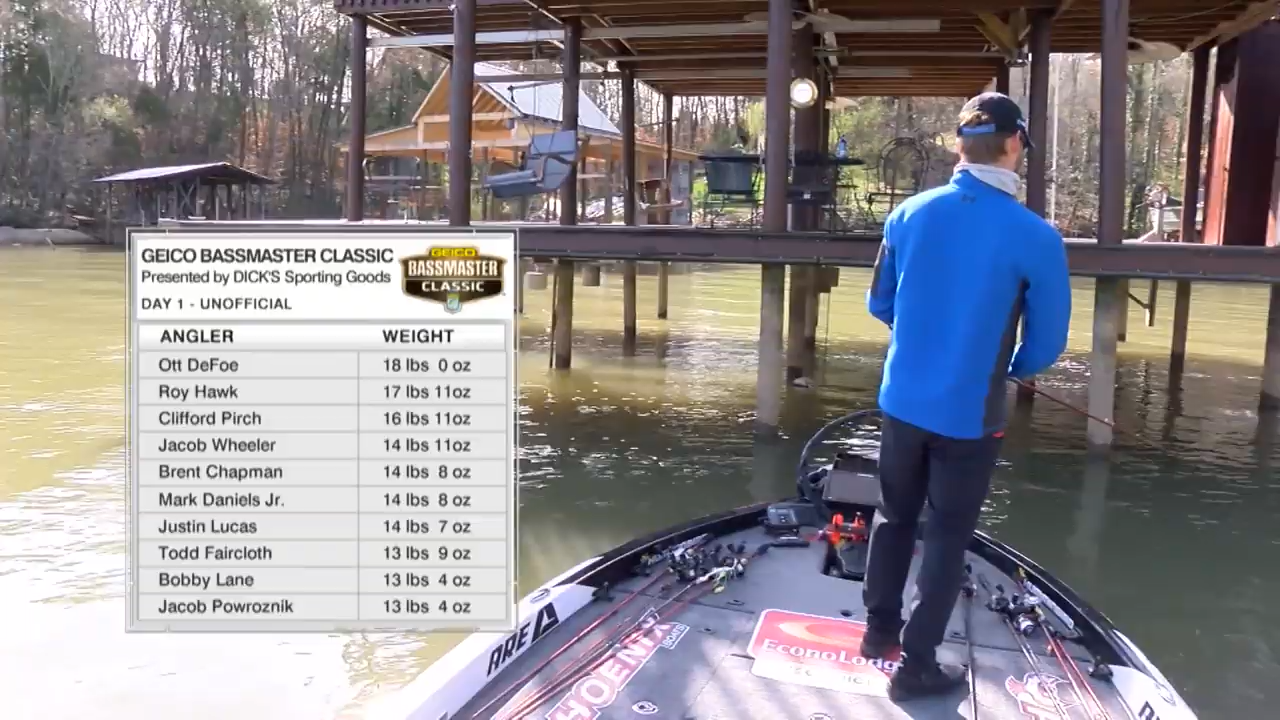 GEICO BASSMASTER CLASSIC
Presented by DICK'S Sporting Goods
DAY 1 - UNOFFICIAL
GEICO
BASSMASTER
CLASSIC
ANGLER WEIGHT
Ott DeFoe 18 lbs 0 oz
Roy Hawk 17 lbs 11oz
Clifford Pirch 16 lbs 11oz
Jacob Wheeler 14 lbs 11oz
Brent Chapman 14 lbs 8 oz
Mark Daniels Jr. 14 lbs 8 oz
Justin Lucas 14 lbs 7 oz
Todd Faircloth 13 lbs 9 oz
Bobby Lane 13 lbs 4 oz
Jacob Powroznik 13 lbs 4 oz
ARE
PHOENIX
BOATS
EconoLodge